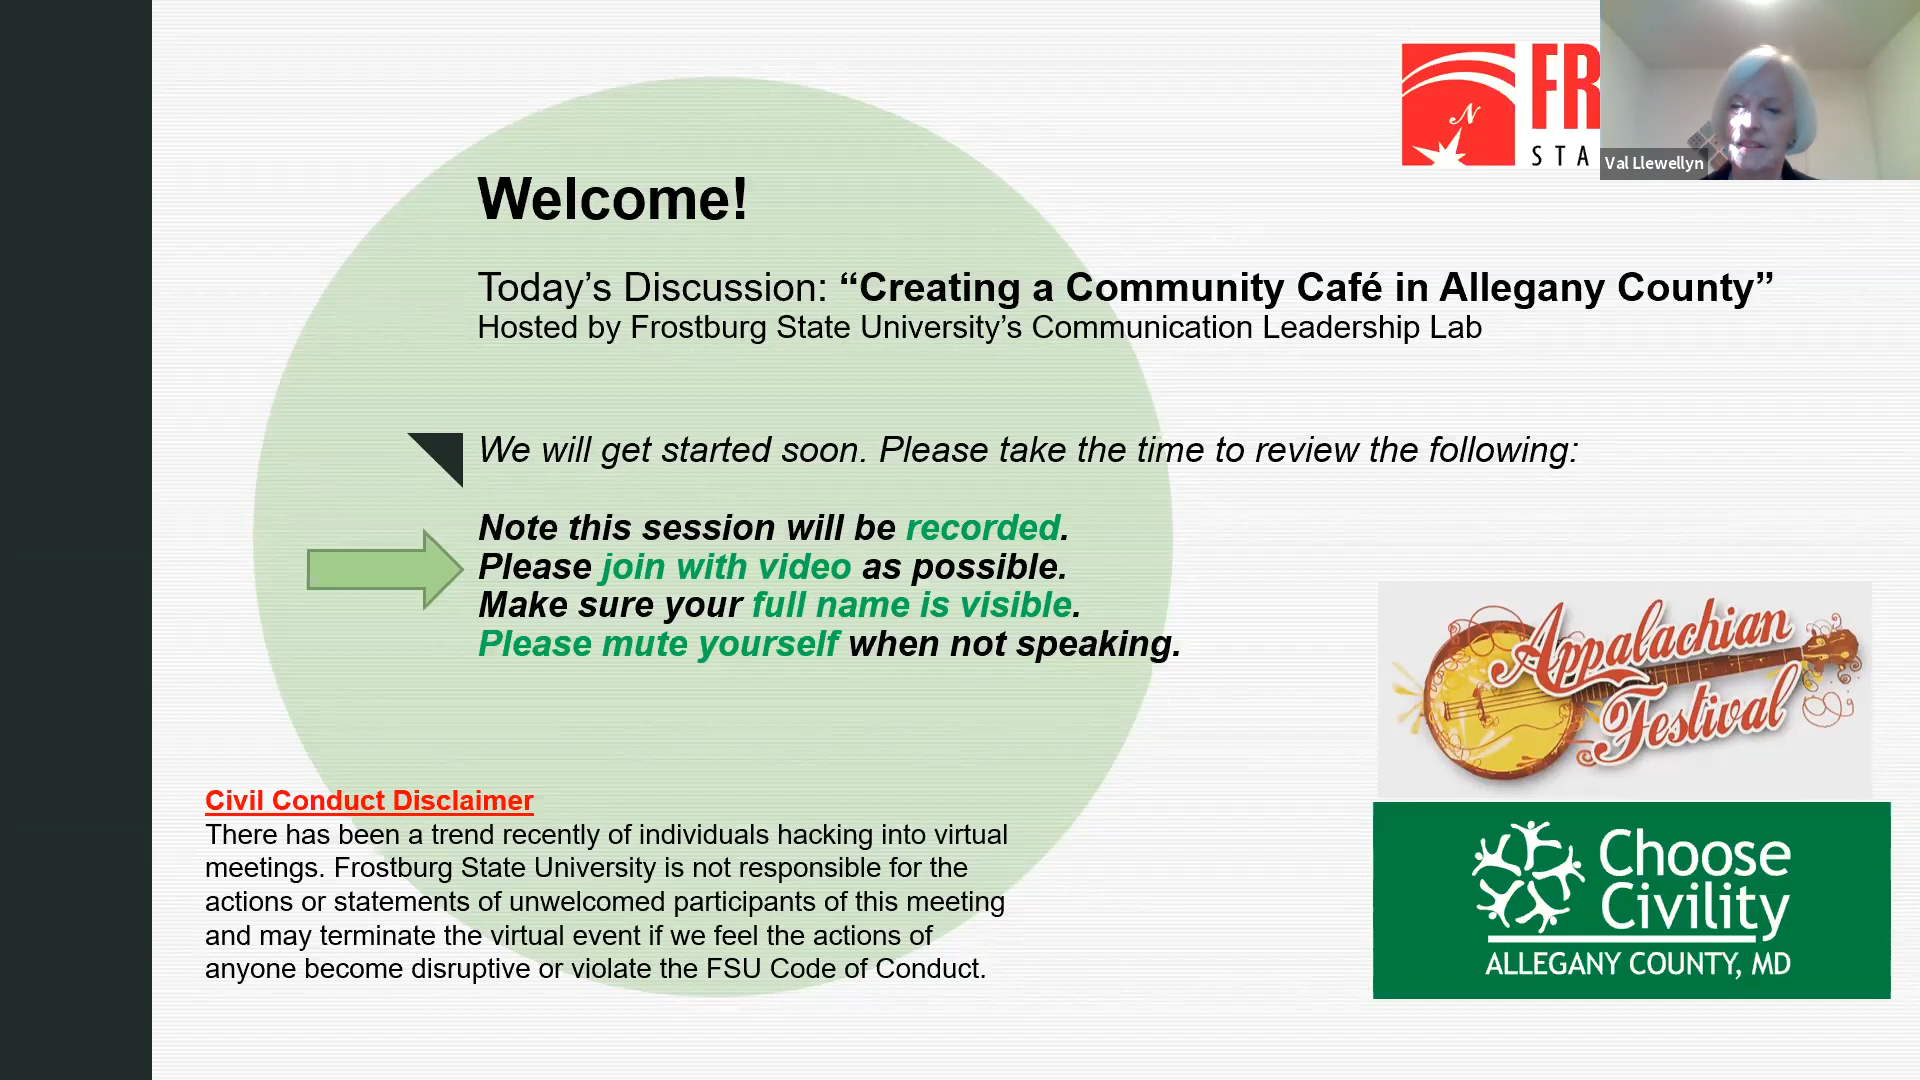 FR
STA
Val Llewellyn
N
Welcome!
Today’s Discussion: “Creating a Community Café in Allegany County”
Hosted by Frostburg State University’s Communication Leadership Lab
We will get started soon. Please take the time to review the following:
Note this session will be recorded.
Please join with video as possible.
Make sure your full name is visible.
Please mute yourself when not speaking.
Appalachian
Festival
Civil Conduct Disclaimer
There has been a trend recently of individuals hacking into virtual
meetings. Frostburg State University is not responsible for the
actions or statements of unwelcomed participants of this meeting
and may terminate the virtual event if we feel the actions of
anyone become disruptive or violate the FSU Code of Conduct.
Choose
Civility
ALLEGANY COUNTY, MD